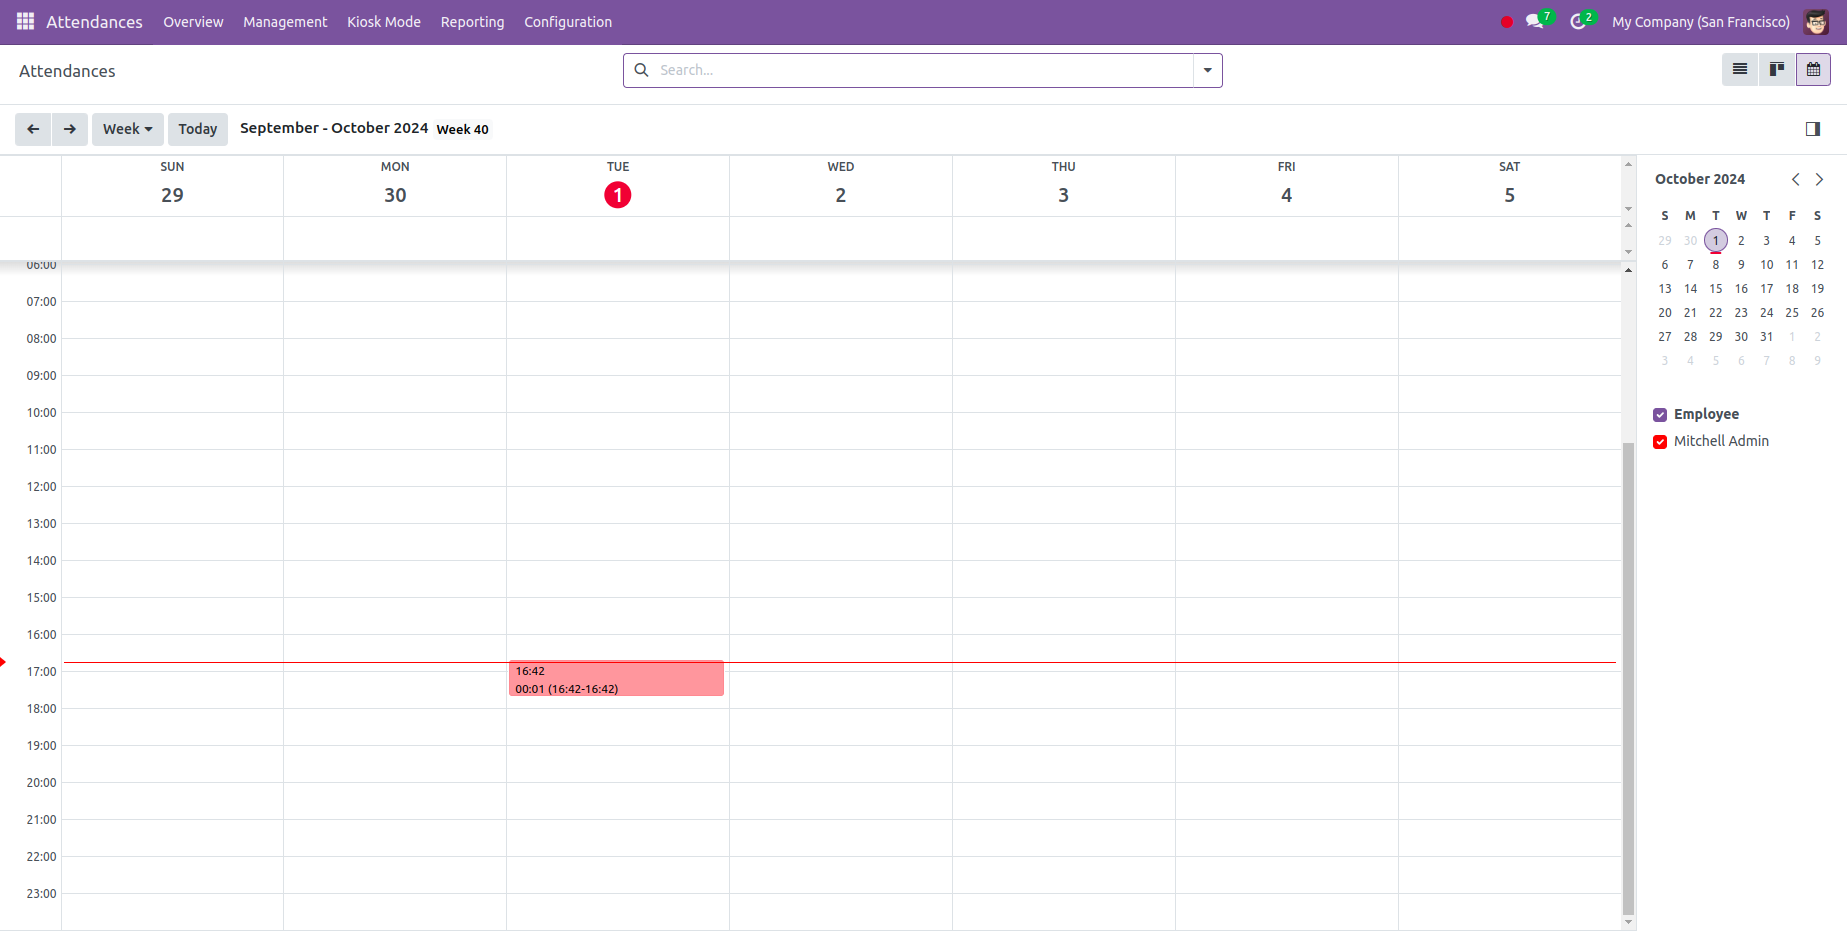 Attendances Overview Management Kiosk Mode Reporting Configuration 7 2 My Company (San Francisco)
Attendances Search...
Week Today September - October 2024 Week 40
SUN MON TUE WED THU FRI SAT
29 30 1 2 3 4 5
06:00
07:00
08:00
09:00
10:00
11:00
12:00
13:00
14:00
15:00
16:00
17:00
18:00
19:00
20:00
21:00
22:00
23:00
16:42
00:01 (16:42-16:42)
October 2024
S M T W T F S
29 30 1 2 3 4 5
6 7 8 9 10 11 12
13 14 15 16 17 18 19
20 21 22 23 24 25 26
27 28 29 30 31 1 2
3 4 5 6 7 8 9
Employee
Mitchell Admin